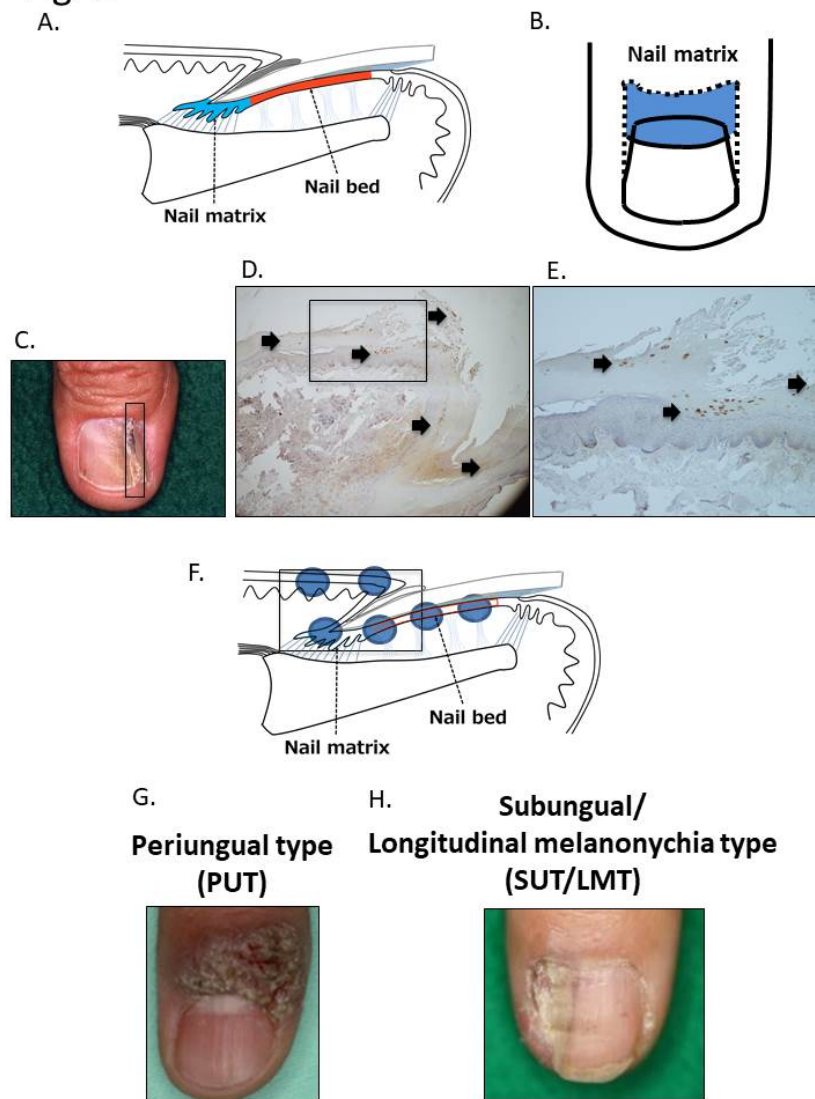 A.
B.
Nail matrix
Nail bed
Nail matrix
D.
E.
C.
F.
Nail bed
Nail matrix
G.
H.
Periungual type
(PUT)
Subungual/
Longitudinal melanonychia type
(SUT/LMT)